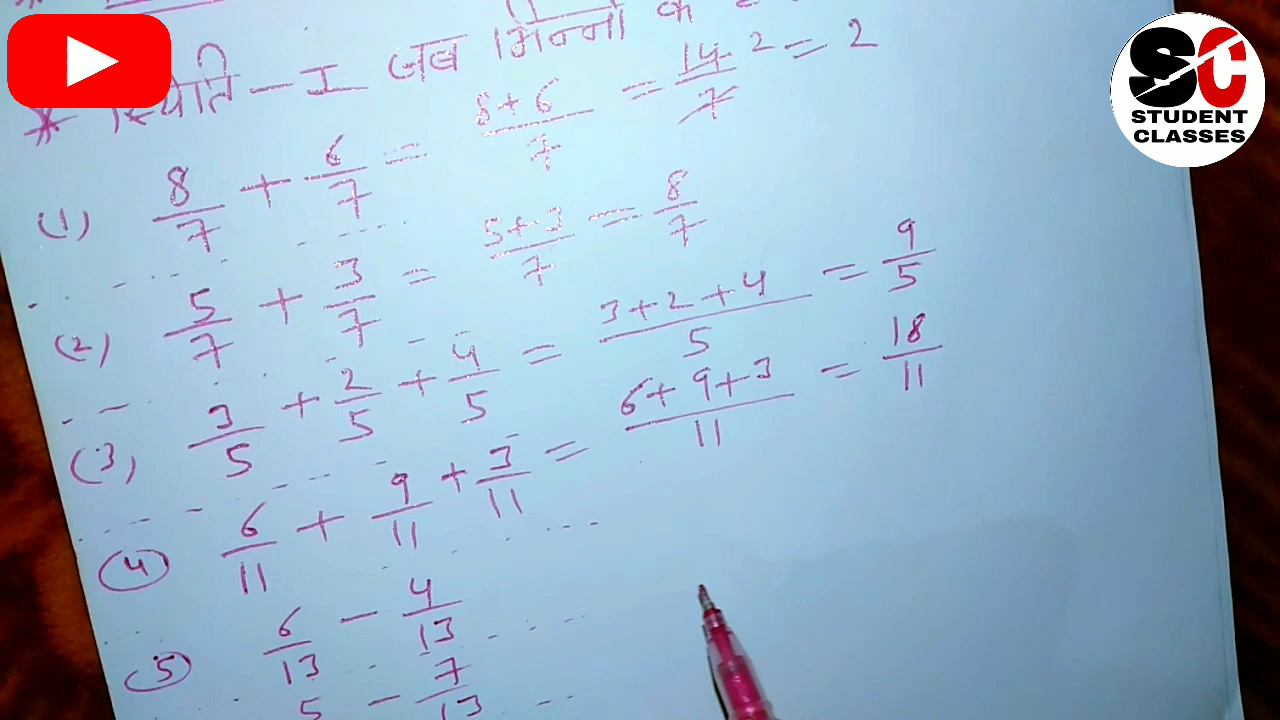 * स्थिति - I जब भिन्नों के
(1) 8/7 + 6/7 = 8+6/7 = 14/7 2 = 2
(2) 5/7 + 3/7 = 5+3/7 = 8/7
(3) 3/5 + 2/5 + 4/5 = 3+2+4/5 = 9/5
(4) 6/11 + 9/11 + 3/11 = 6+9+3/11 = 18/11
(5) 6/13 - 4/13
5 - 7/13
SC
STUDENT
CLASSES